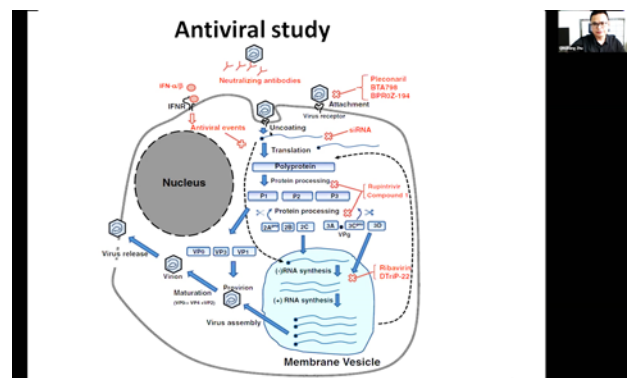 Antiviral study
Neutralizing antibodies
IFN-α/β
IFNR
Antiviral events
Pleconaril
BTA798
BPROZ-194
Attachment
Virus receptor
Uncoating
siRNA
Translation
Polyprotein
Protein processing
Rupintrivir
Compound 1
P1
P2
P3
Protein processing
2B
2C
3A
3D
VPg
Nucleus
Virus release
VP0
VP3
VP1
(-)RNA synthesis
Ribavirin
DTriP-22
Virion
Provirion
Maturation
(+) RNA synthesis
Virus assembly
Membrane Vesicle